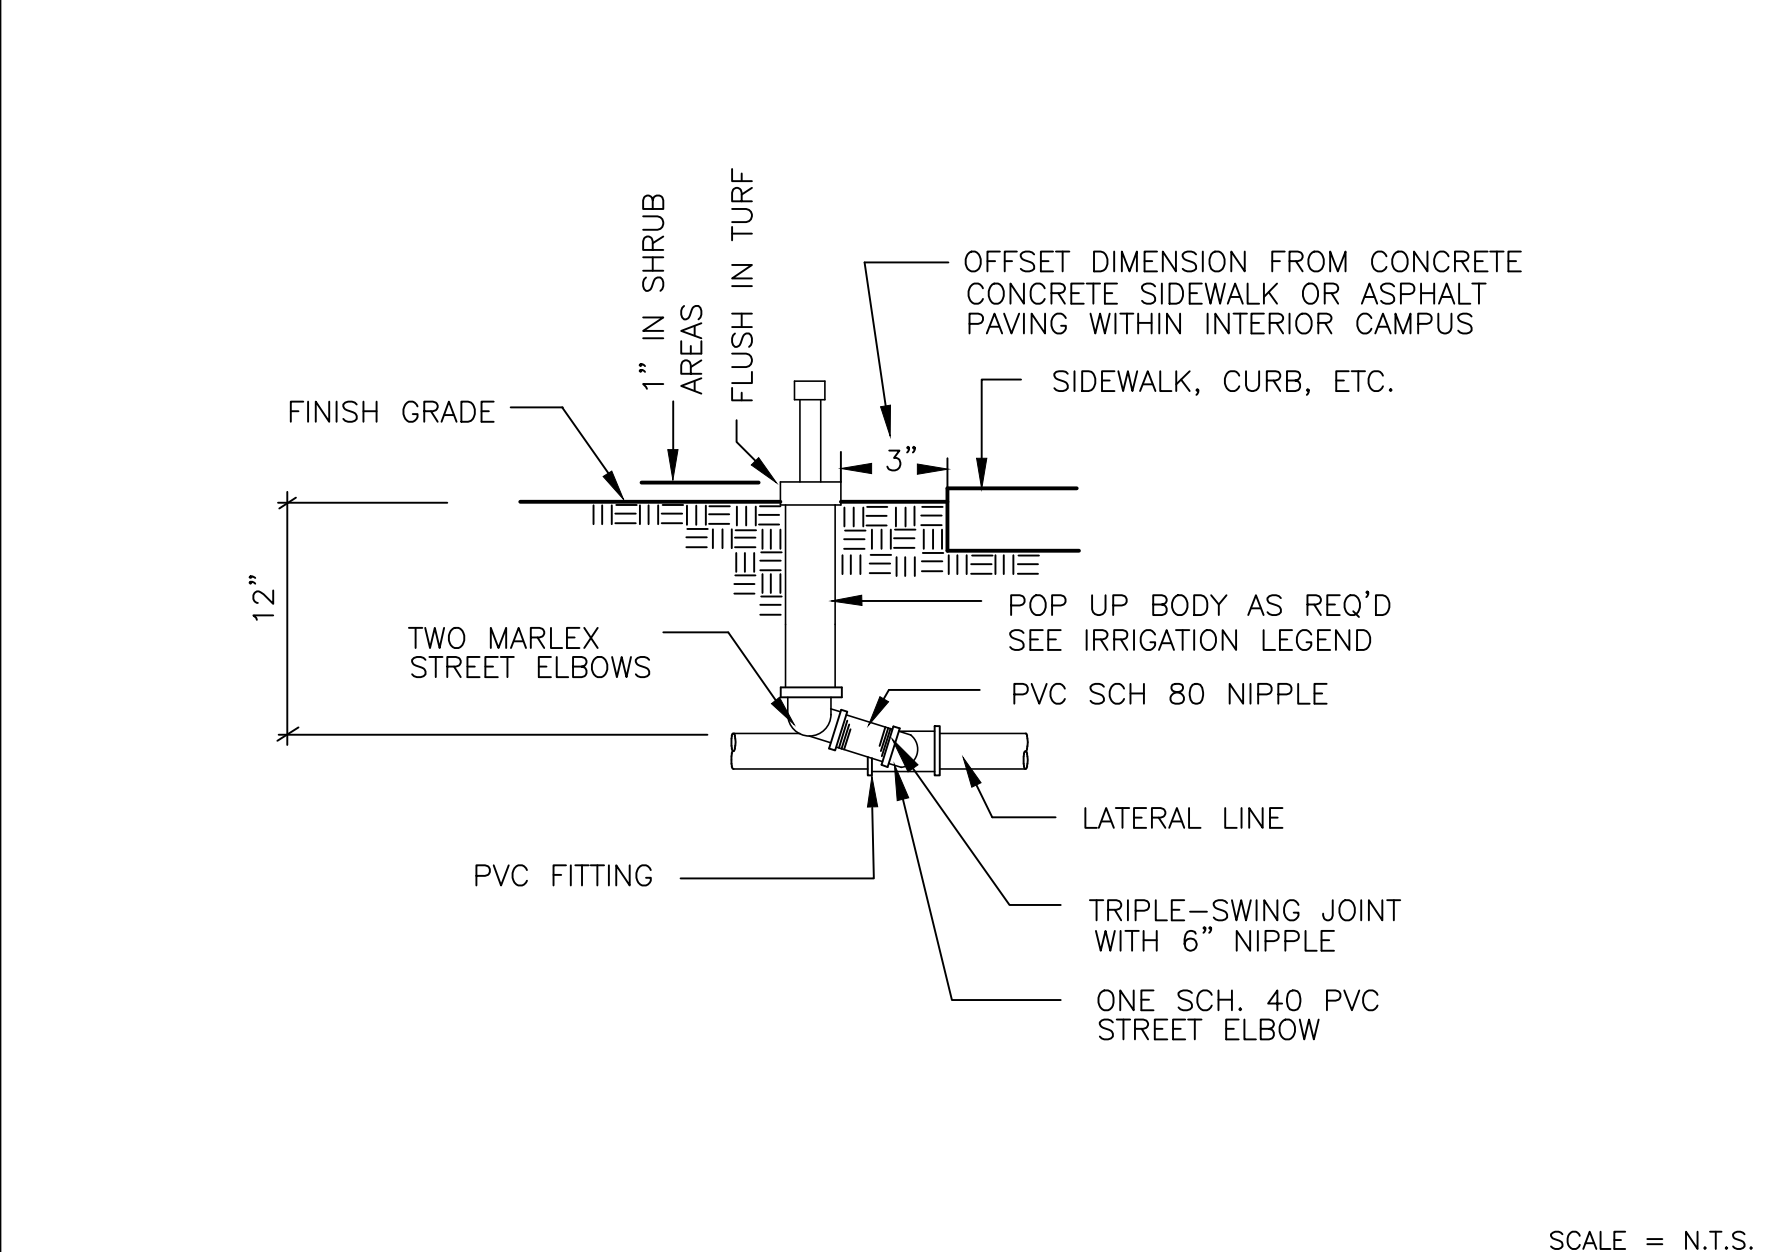 1” IN SHRUB
AREAS
FLUSH IN TURF
OFFSET DIMENSION FROM CONCRETE
CONCRETE SIDEWALK OR ASPHALT
PAVING WITHIN INTERIOR CAMPUS
SIDEWALK, CURB, ETC.
FINISH GRADE
3”
12”
POP UP BODY AS REQ'D
SEE IRRIGATION LEGEND
TWO MARLEX
STREET ELBOWS
PVC SCH 80 NIPPLE
LATERAL LINE
PVC FITTING
TRIPLE-SWING JOINT
WITH 6” NIPPLE
ONE SCH. 40 PVC
STREET ELBOW
SCALE = N.T.S.